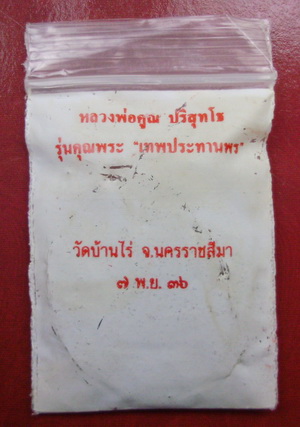 หลวงพ่อคูณ ปริสุทโธ
รุ่นคุณพระ "เทพประทานพร"
วัดบ้านไร่ จ.นครราชสีมา
๗ พ.ย. ๓๖